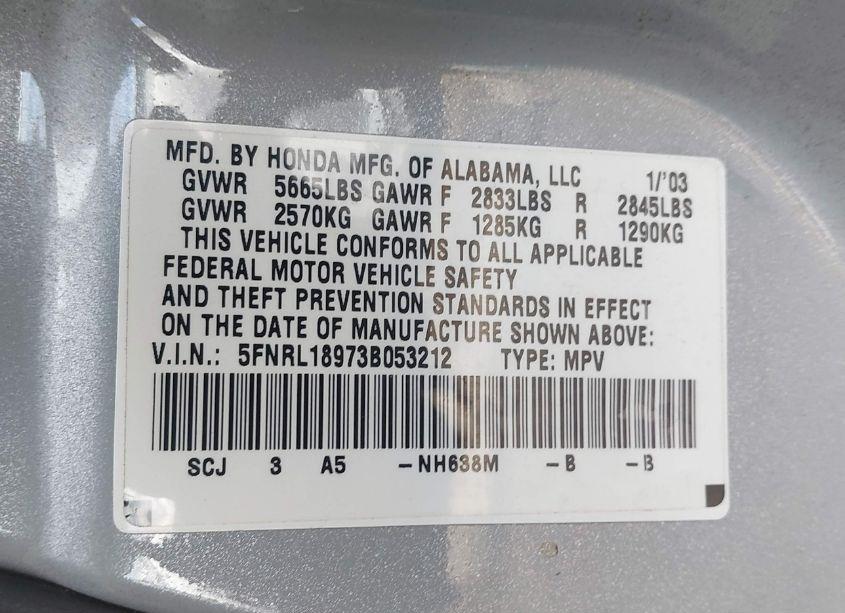 MFD. BY HONDA MFG. OF ALABAMA, LLC 1/'03
GVWR 5665LBS GAWR F 2833LBS R 2845LBS
GVWR 2570KG GAWR F 1285KG R 1290KG
THIS VEHICLE CONFORMS TO ALL APPLICABLE
FEDERAL MOTOR VEHICLE SAFETY
AND THEFT PREVENTION STANDARDS IN EFFECT
ON THE DATE OF MANUFACTURE SHOWN ABOVE:
V.I.N.: 5FNRL18973B053212 TYPE: MPV
SCJ 3 A5 -NH638M -B -B